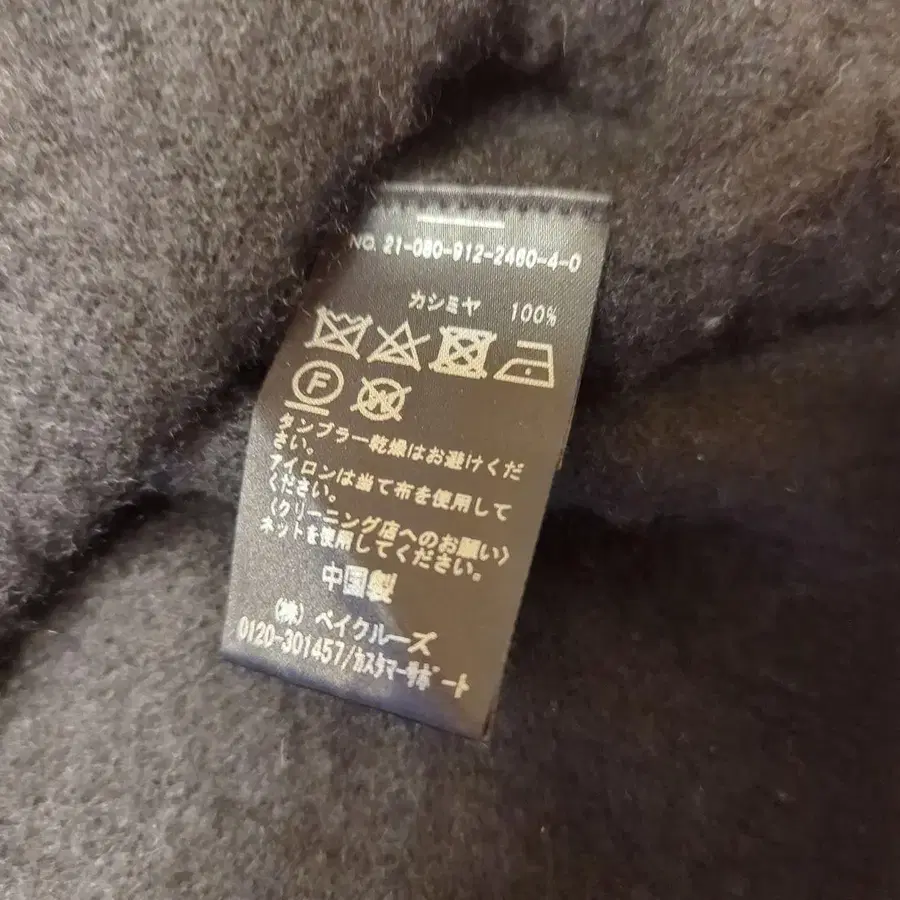 NO. 21-080-912-2460-4-0
カシミヤ 100%
F
W
タンブラー乾燥はお避けくだ
さい。
アイロンは当て布を使用して
ください。
〈クリーニング店へのお願い〉
ネットを使用してください。
中国製
(株) ベイクルーズ
0120-301457/カスタマーサポート